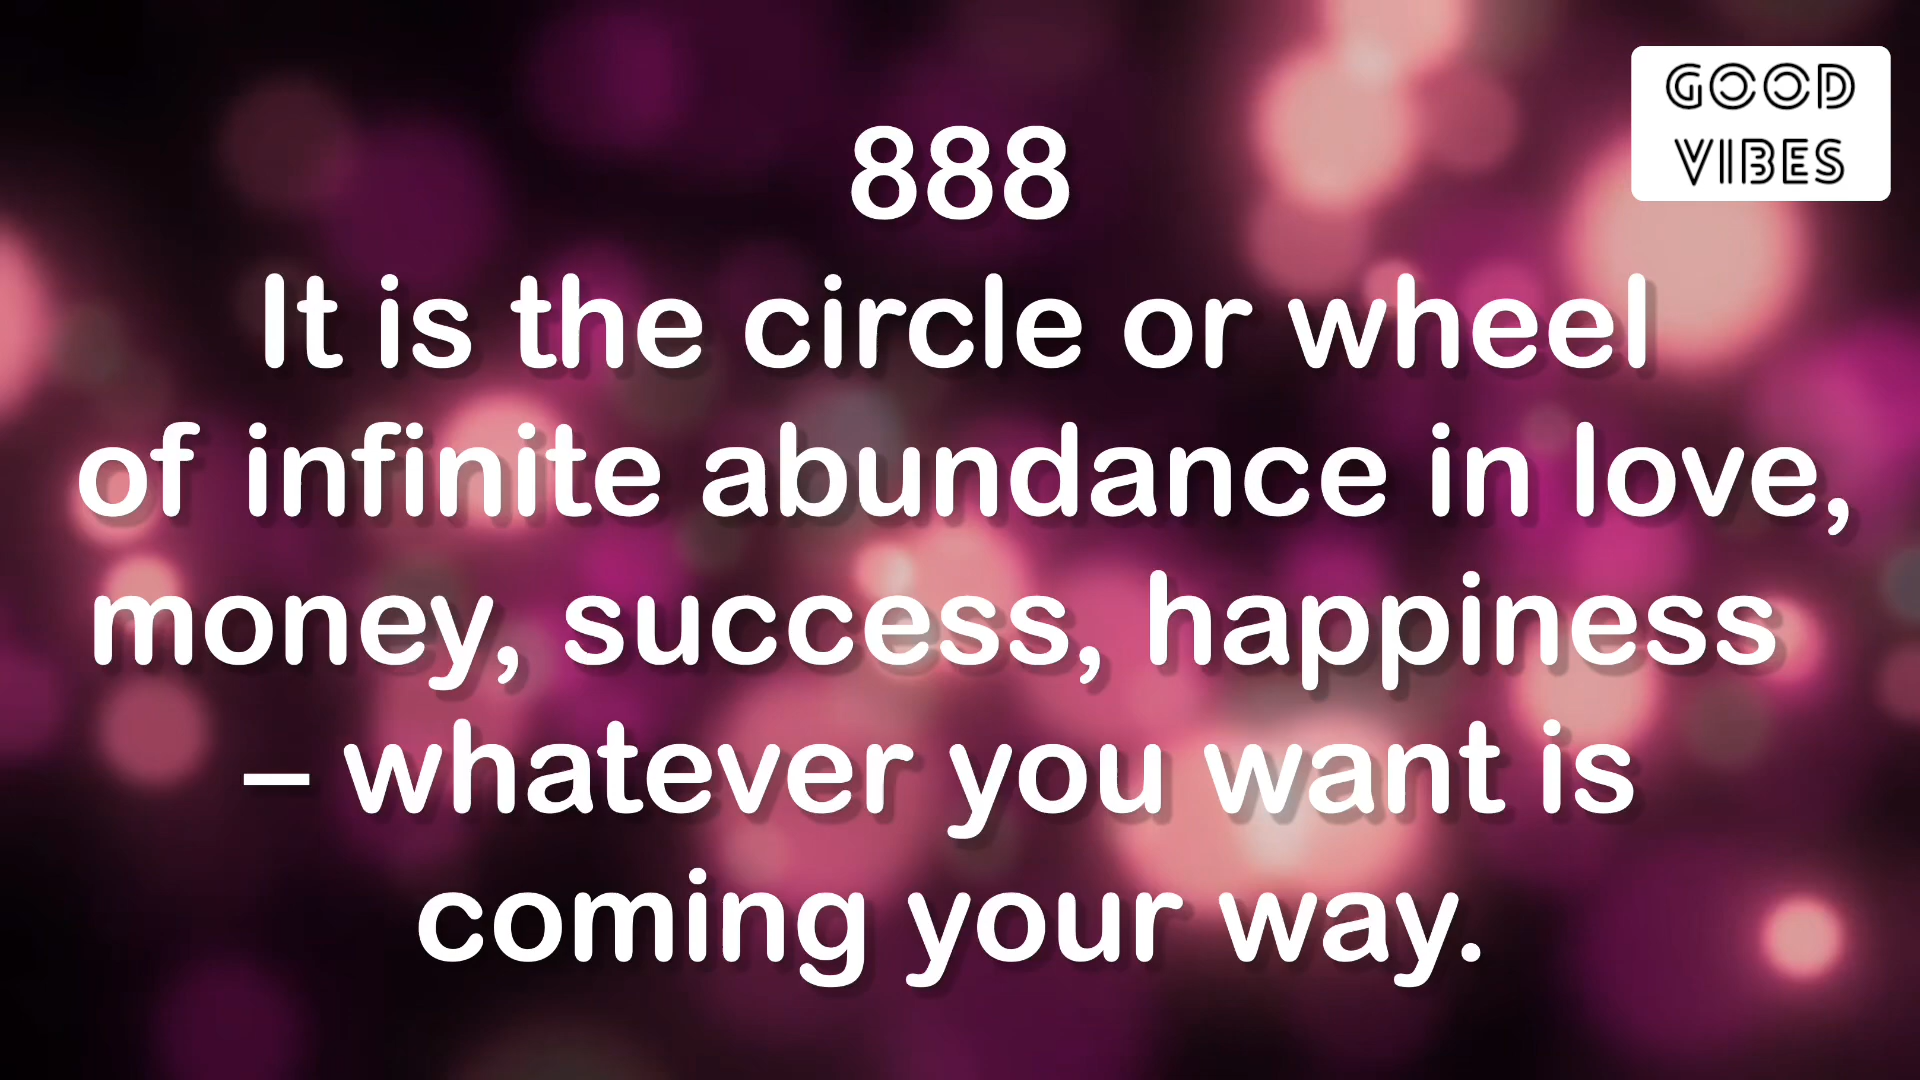 GOOD
VIBES
888
It is the circle or wheel
of infinite abundance in love,
money, success, happiness
– whatever you want is
coming your way.